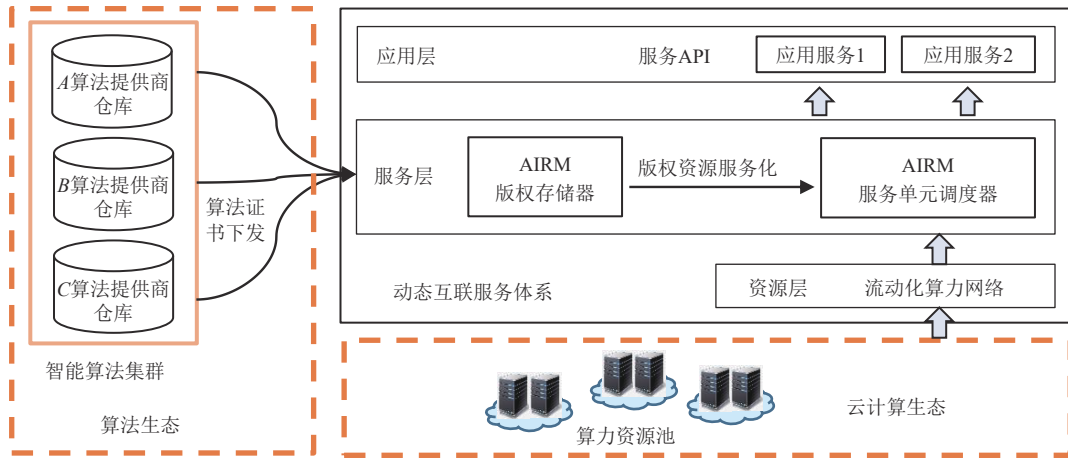 A算法提供商
仓库
B算法提供商
仓库
C算法提供商
仓库
智能算法集群
算法生态
算法证
书下发
应用层
服务API
应用服务1
应用服务2
服务层
AIRM
版权存储器
版权资源服务化
AIRM
服务单元调度器
动态互联服务体系
资源层
流动化算力网络
算力资源池
云计算生态